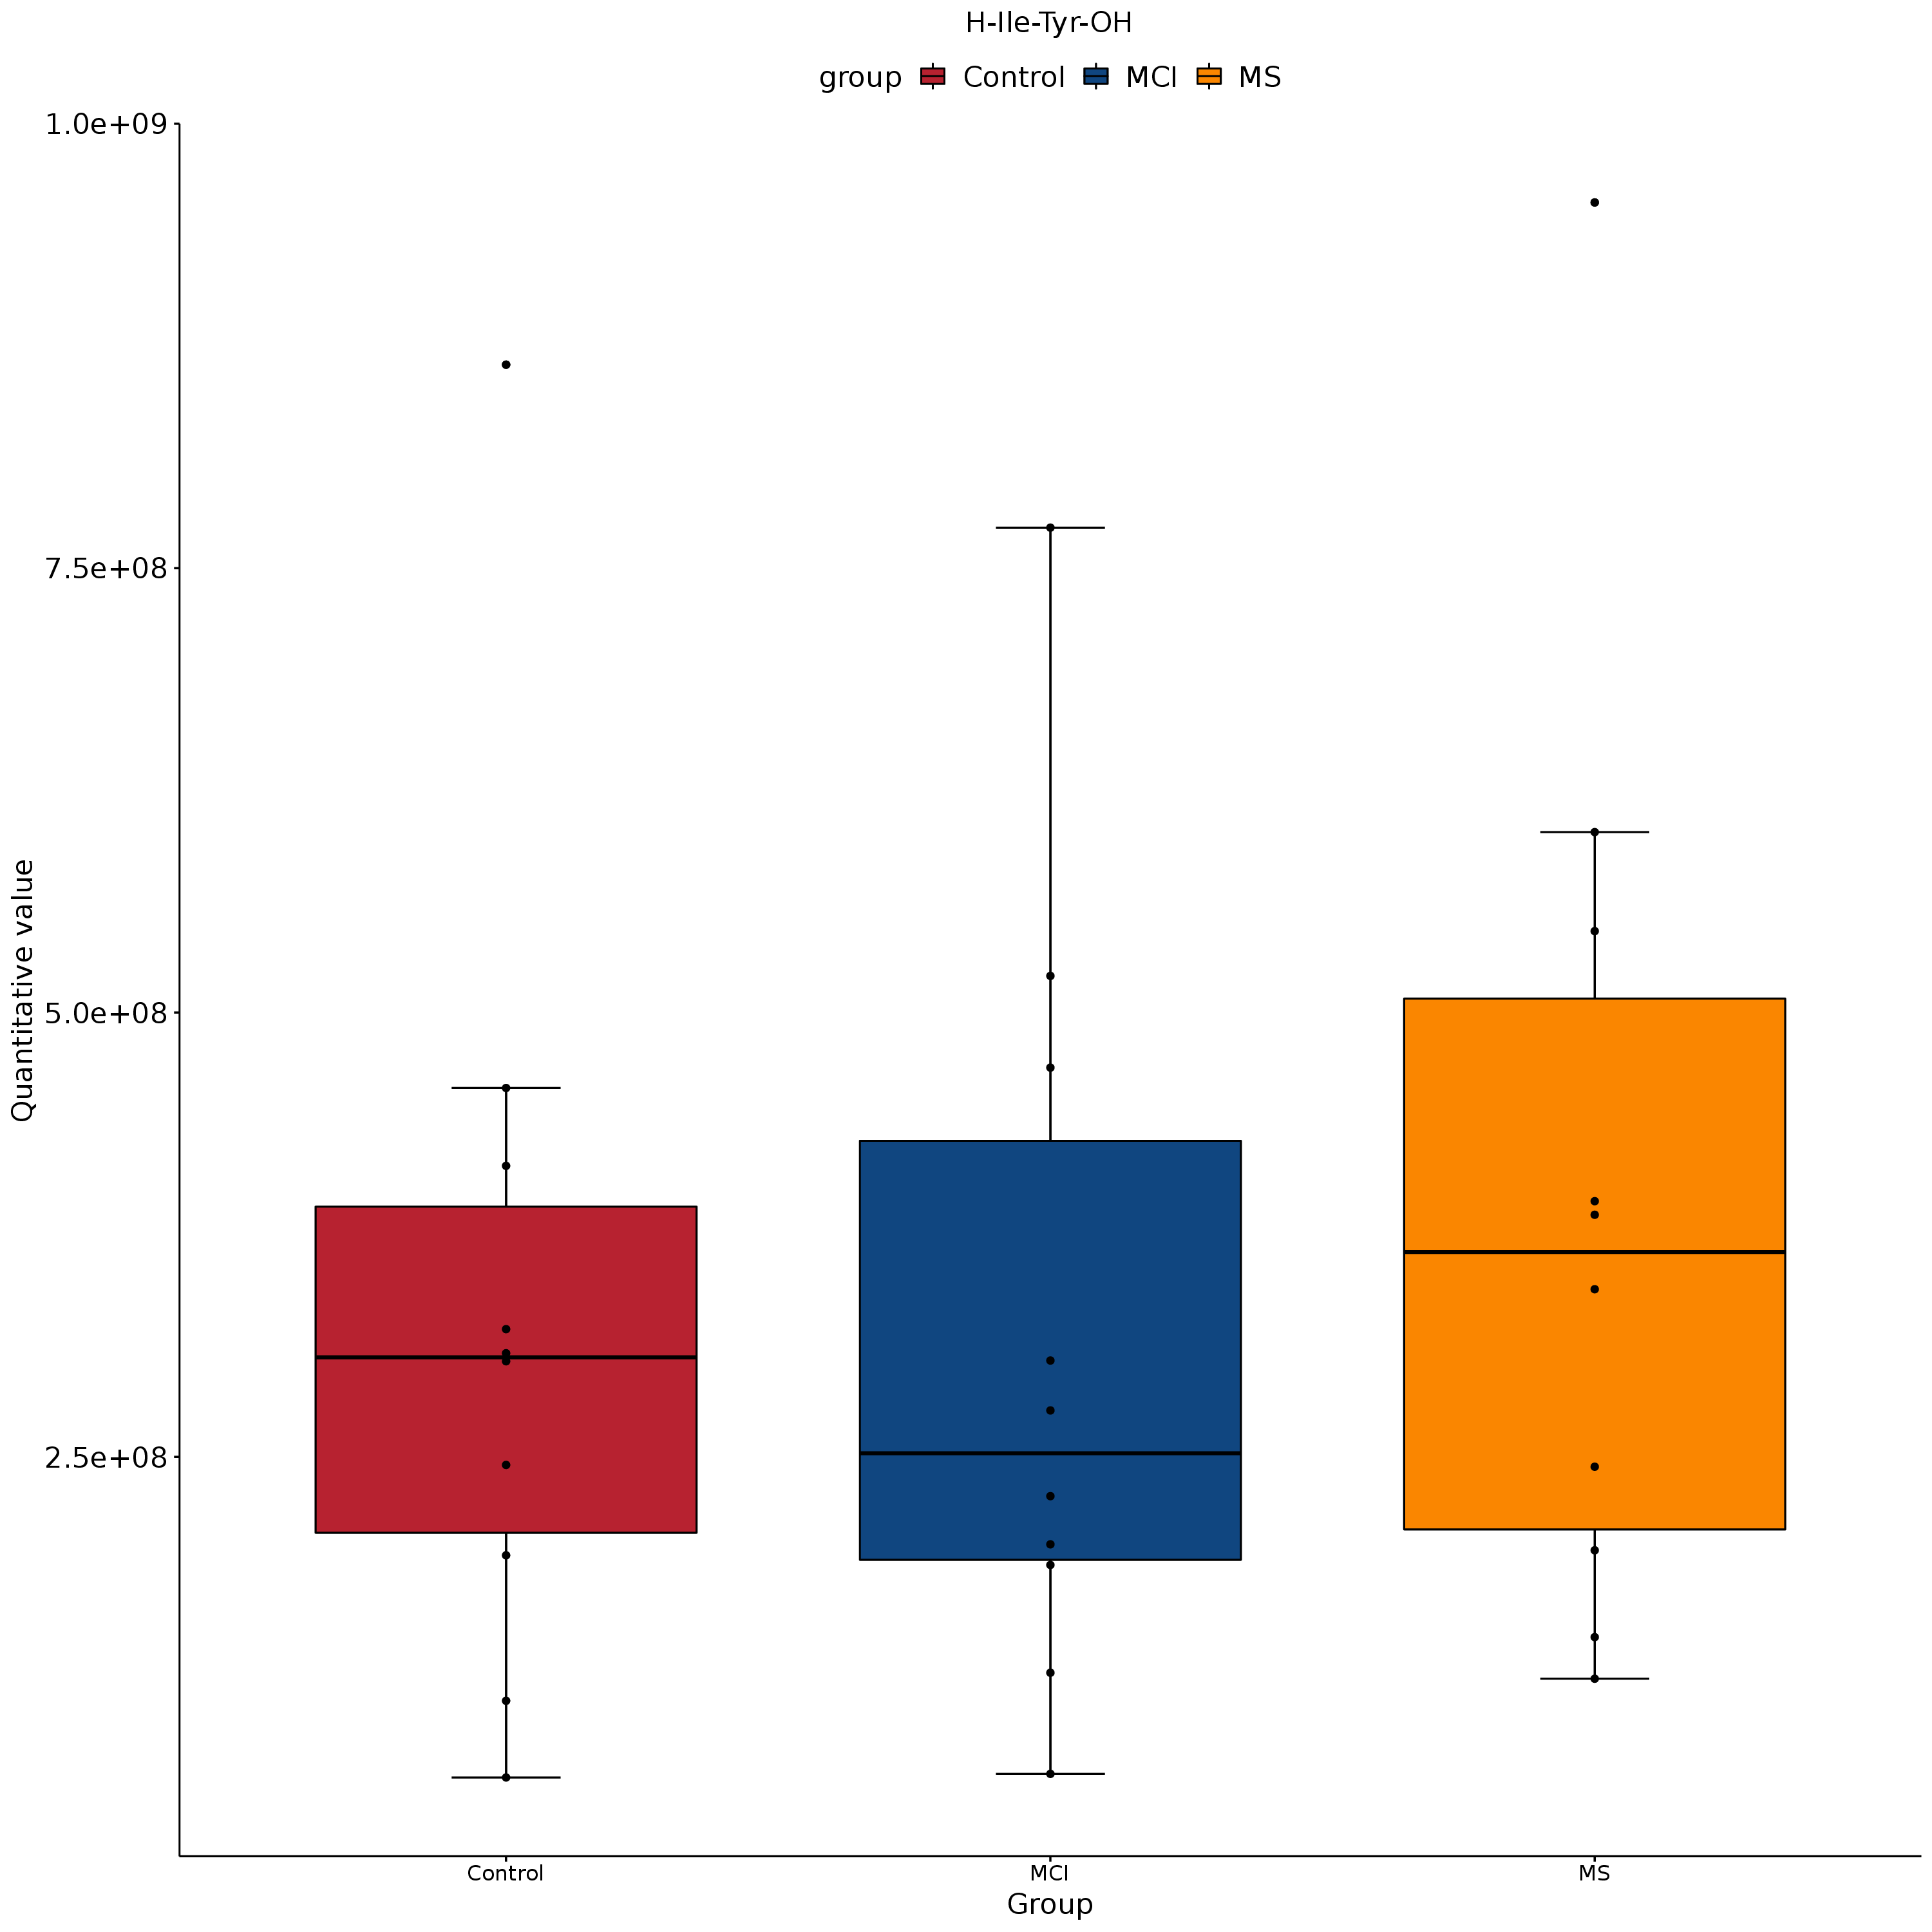 H-Ile-Tyr-OH
group Control MCI MS
1.0e+09
7.5e+08
5.0e+08
2.5e+08
Quantitative value
Control MCI MS
Group